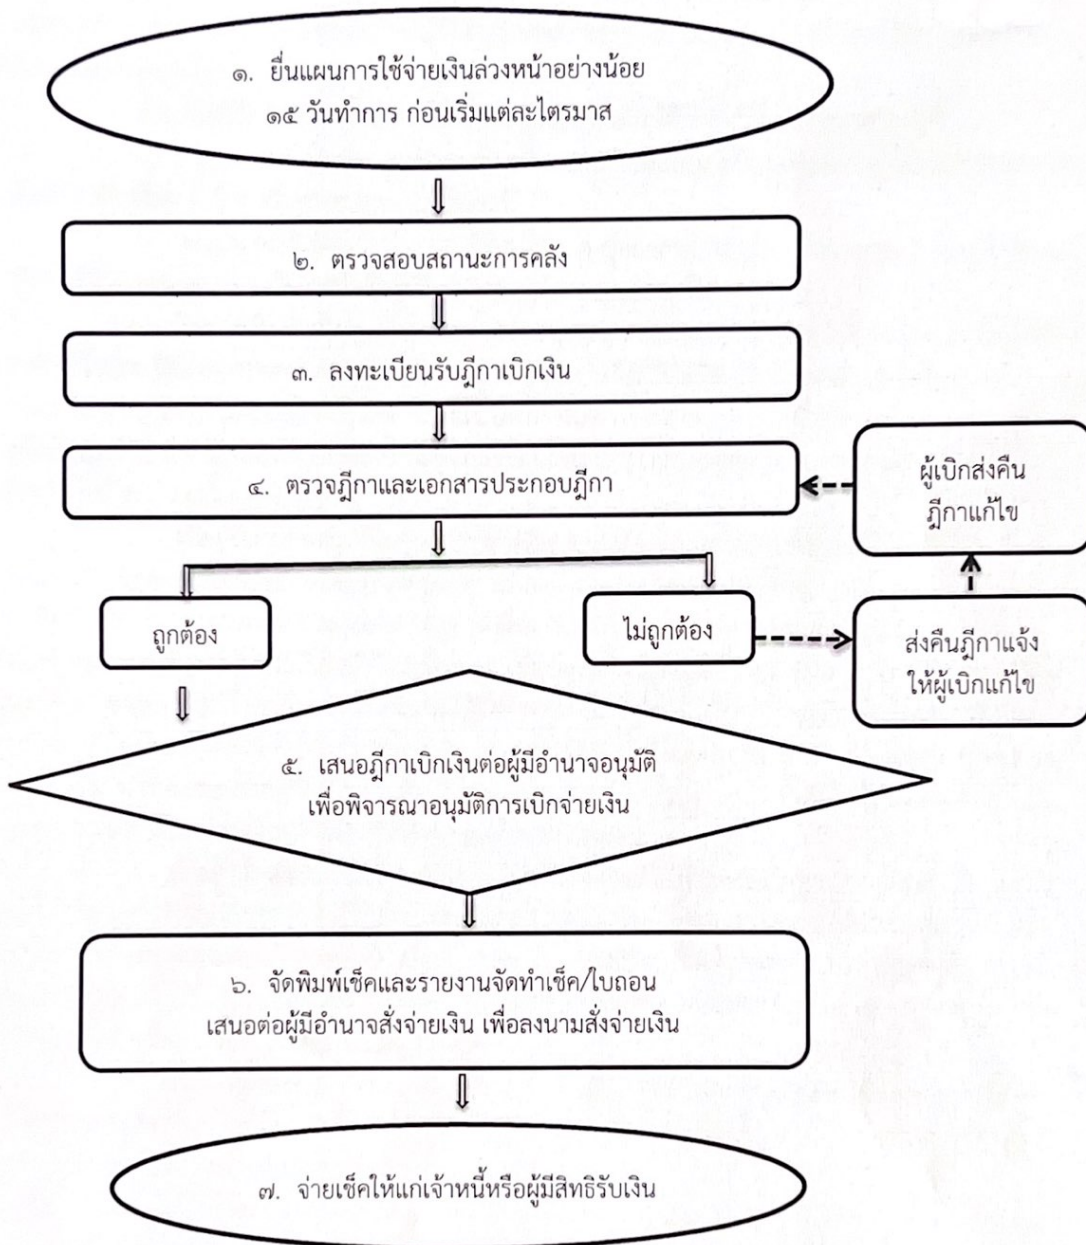 ๑. ยื่นแผนการใช้จ่ายเงินล่วงหน้าอย่างน้อย
๑๕ วันทำการ ก่อนเริ่มแต่ละไตรมาส
๒. ตรวจสอบสถานะการคลัง
๓. ลงทะเบียนรับฎีกาเบิกเงิน
๔. ตรวจฎีกาและเอกสารประกอบฎีกา
ผู้เบิกส่งคืน
ฎีกาแก้ไข
ถูกต้อง
ไม่ถูกต้อง
ส่งคืนฎีกาแจ้ง
ให้ผู้เบิกแก้ไข
๕. เสนอฎีกาเบิกเงินต่อผู้มีอำนาจอนุมัติ
เพื่อพิจารณาอนุมัติการเบิกจ่ายเงิน
๖. จัดพิมพ์เช็คและรายงานจัดทำเช็ค/ใบถอน
เสนอต่อผู้มีอำนาจสั่งจ่ายเงิน เพื่อลงนามสั่งจ่ายเงิน
๗. จ่ายเช็คให้แก่เจ้าหนี้หรือผู้มีสิทธิรับเงิน